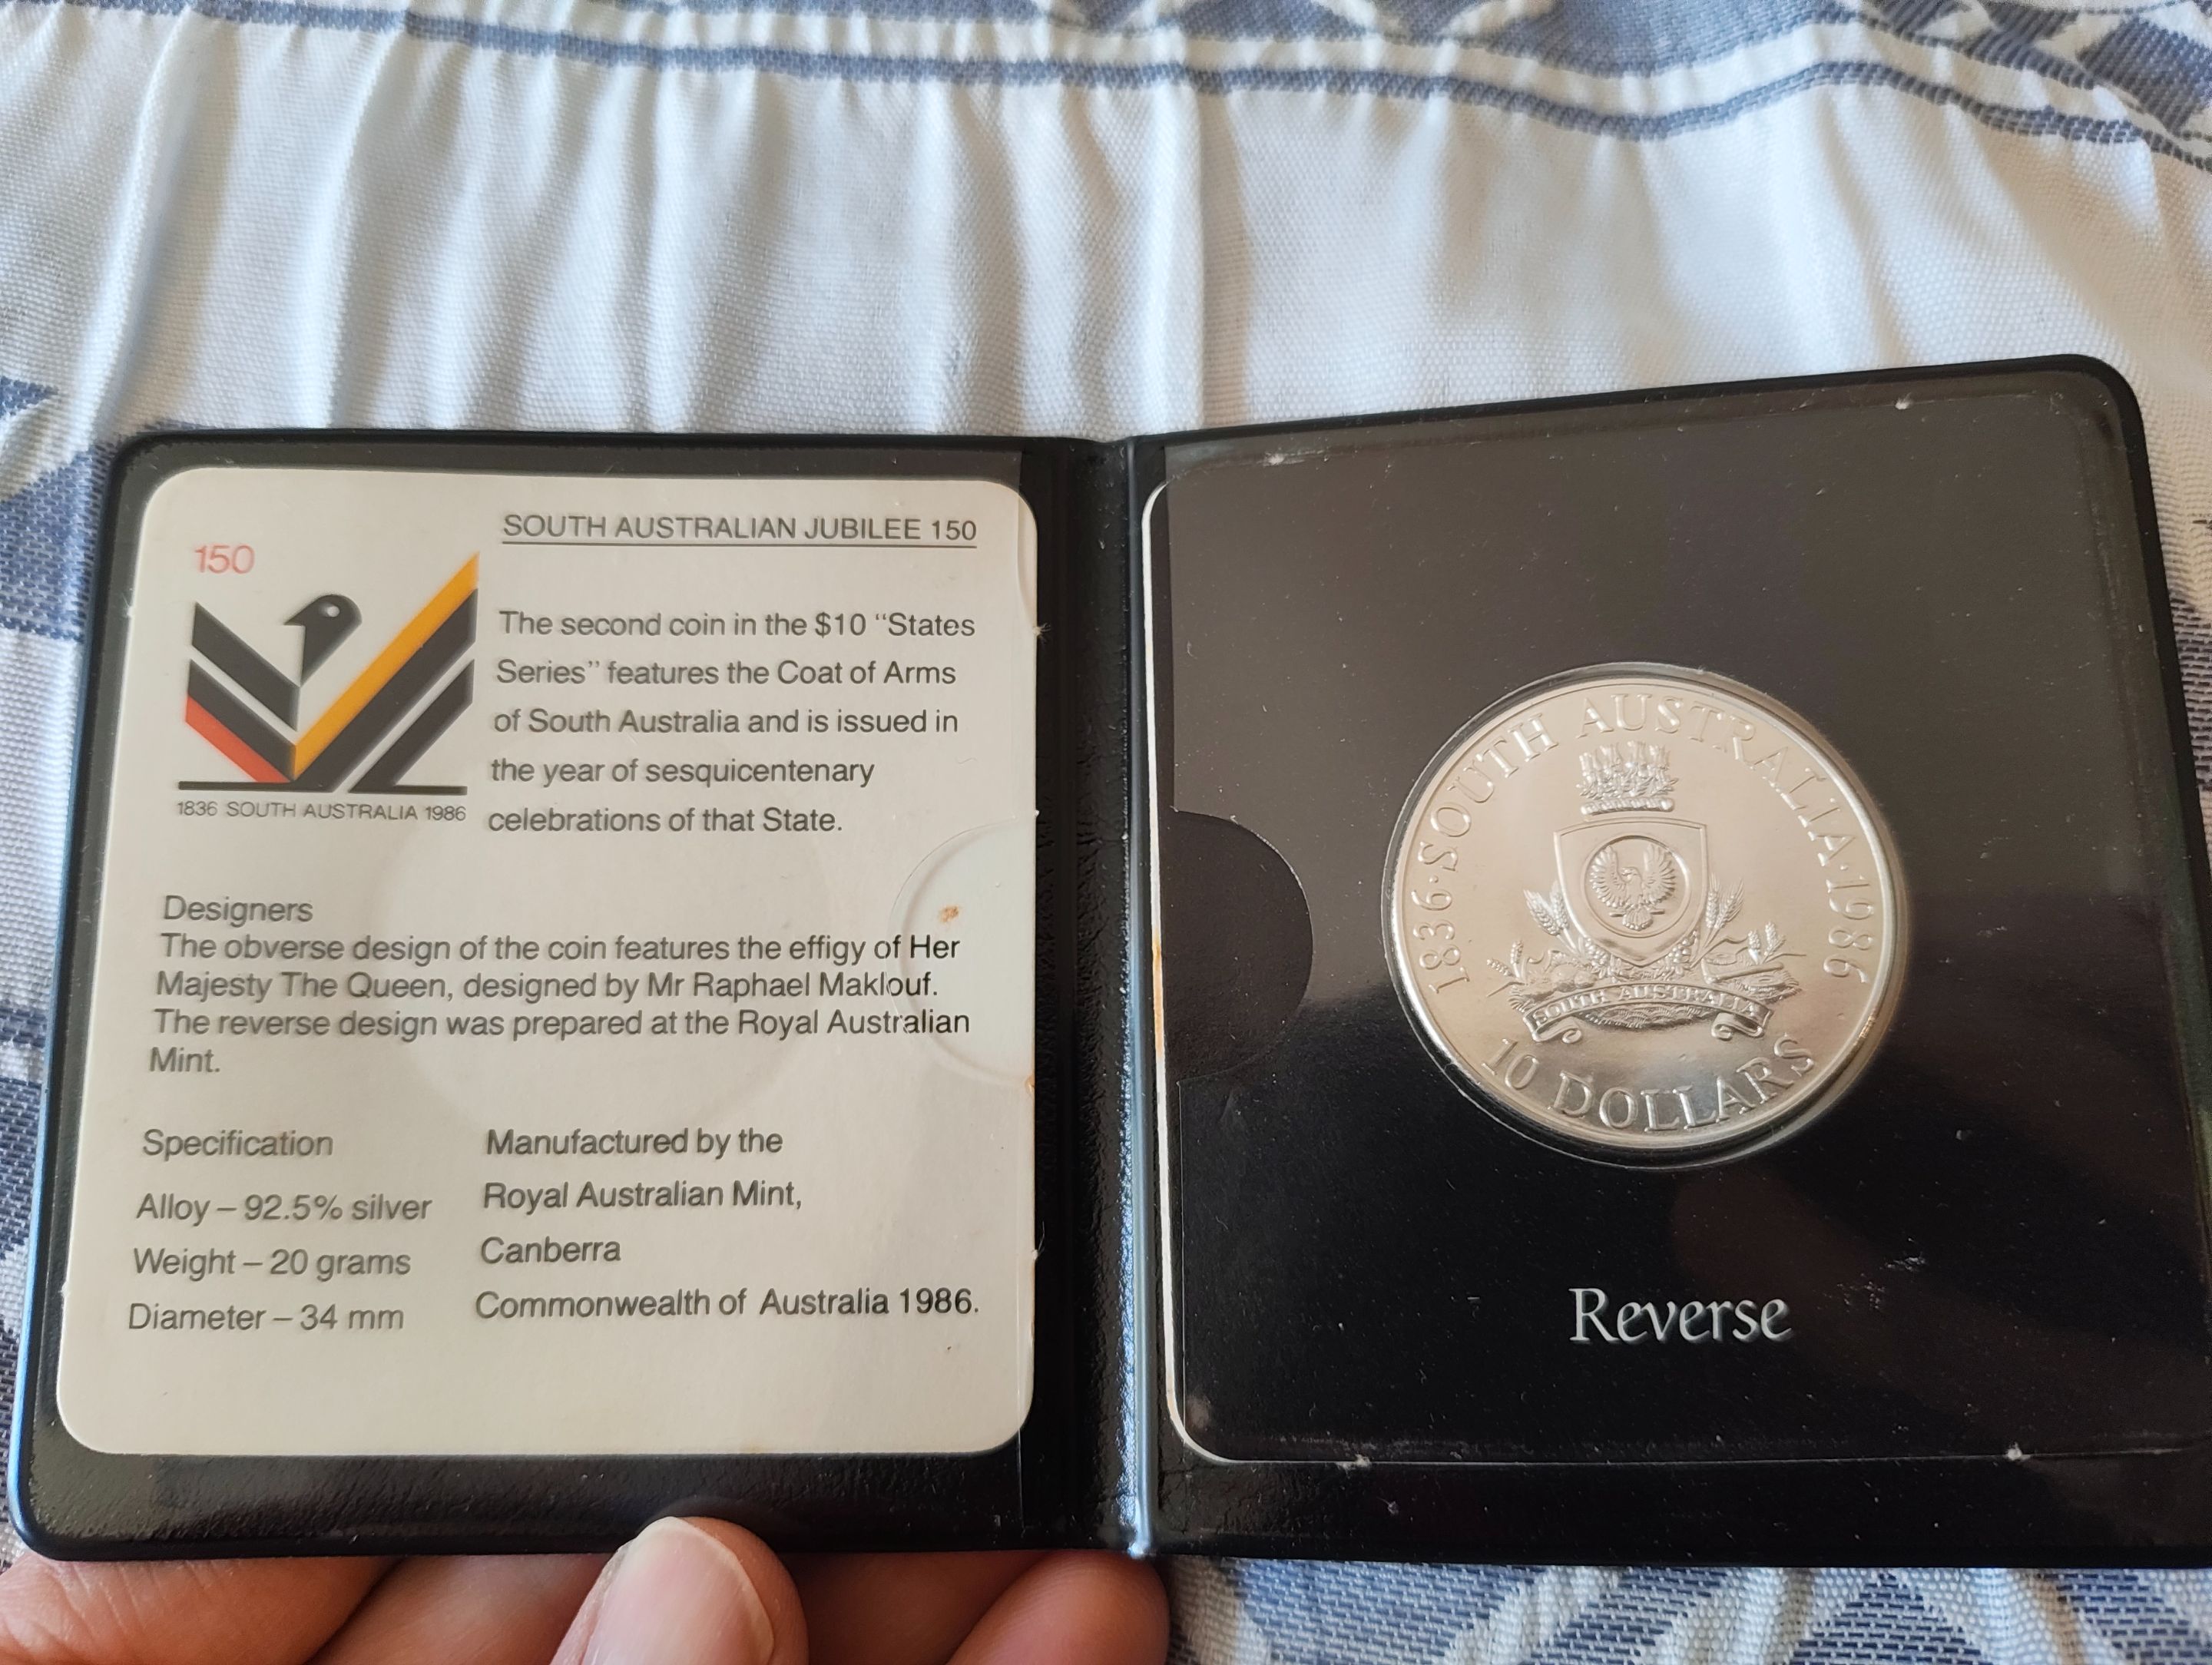 150
1836 SOUTH AUSTRALIA 1986
SOUTH AUSTRALIAN JUBILEE 150
The second coin in the $10 “States
Series” features the Coat of Arms
of South Australia and is issued in
the year of sesquicentenary
celebrations of that State.
Designers
The obverse design of the coin features the effigy of Her
Majesty The Queen, designed by Mr Raphael Maklouf.
The reverse design was prepared at the Royal Australian
Mint.
Specification
Alloy – 92.5% silver
Weight – 20 grams
Diameter – 34 mm
Manufactured by the
Royal Australian Mint,
Canberra
Commonwealth of Australia 1986.
1836·SOUTH AUSTRALIA·1986
SOUTH AUSTRALIA
10 DOLLARS
Reverse